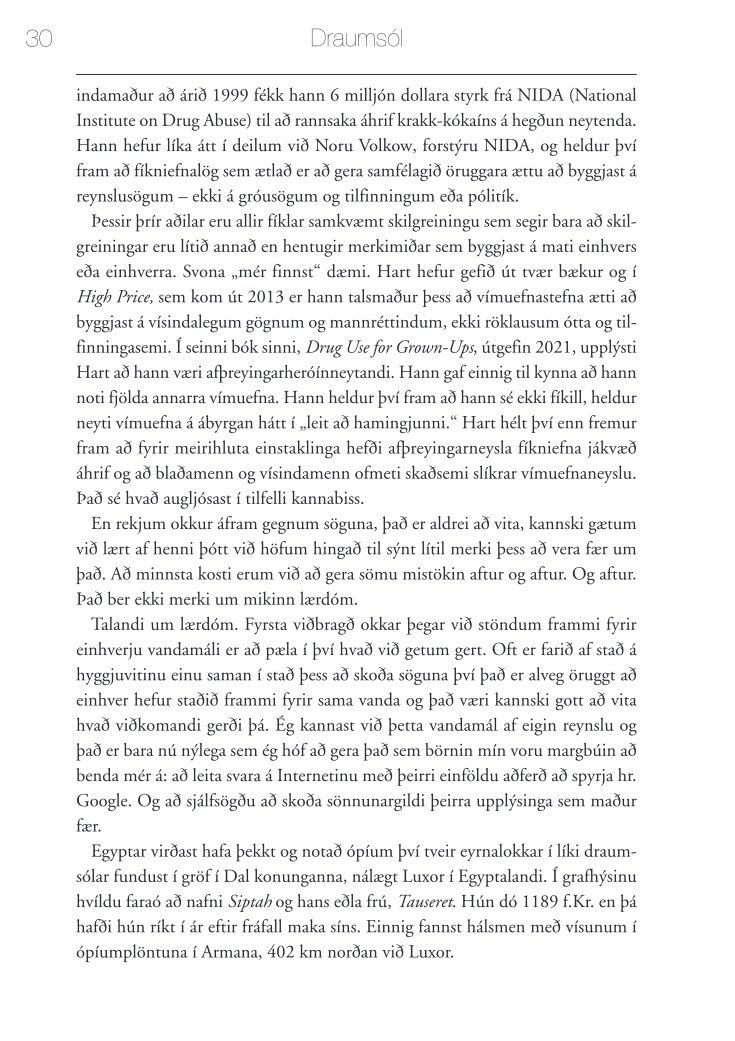 30
Draumsól
indamaður að árið 1999 fékk hann 6 milljón dollara styrk frá NIDA (National
Institute on Drug Abuse) til að rannsaka áhrif krakk-kókaíns á hegðun neytenda.
Hann hefur líka átt í deilum við Noru Volkow, forstýru NIDA, og heldur því
fram að fíkniefnalög sem ætlað er að gera samfélagið öruggara ættu að byggjast á
reynslusögum – ekki á gróusögum og tilfinningum eða pólitík.
Þessir þrír aðilar eru allir fíklar samkvæmt skilgreiningu sem segir bara að skil-
greiningar eru lítið annað en hentugir merkimiðar sem byggjast á mati einhvers
eða einhverra. Svona „mér finnst“ dæmi. Hart hefur gefið út tvær bækur og í
High Price, sem kom út 2013 er hann talsmaður þess að vímuefnastefna ætti að
byggjast á vísindalegum gögnum og mannréttindum, ekki röklausum ótta og til-
finningasemi. Í seinni bók sinni, Drug Use for Grown-Ups, útgefin 2021, upplýsti
Hart að hann væri afþreyingarheróínneytandi. Hann gaf einnig til kynna að hann
noti fjölda annarra vímuefna. Hann heldur því fram að hann sé ekki fíkill, heldur
neyti vímuefna á ábyrgan hátt í „leit að hamingjunni.“ Hart hélt því enn fremur
fram að fyrir meirihluta einstaklinga hefði afþreyingarneysla fíkniefna jákvæð
áhrif og að blaðamenn og vísindamenn ofmeti skaðsemi slíkrar vímuefnaneyslu.
Það sé hvað augljósast í tilfelli kannabiss.
En rekjum okkur áfram gegnum söguna, það er aldrei að vita, kannski gætum
við lært af henni þótt við höfum hingað til sýnt lítil merki þess að vera fær um
það. Að minnsta kosti erum við að gera sömu mistökin aftur og aftur. Og aftur.
Það ber ekki merki um mikinn lærdóm.
Talandi um lærdóm. Fyrsta viðbragð okkar þegar við stöndum frammi fyrir
einhverju vandamáli er að pæla í því hvað við getum gert. Oft er farið af stað á
hyggjuvitinu einu saman í stað þess að skoða söguna því það er alveg öruggt að
einhver hefur staðið frammi fyrir sama vanda og það væri kannski gott að vita
hvað viðkomandi gerði þá. Ég kannast við þetta vandamál af eigin reynslu og
það er bara nú nýlega sem ég hóf að gera það sem börnin mín voru margbúin að
benda mér á: að leita svara á Internetinu með þeirri einföldu aðferð að spyrja hr.
Google. Og að sjálfsögðu að skoða sönnunargildi þeirra upplýsinga sem maður
fær.
Egyptar virðast hafa þekkt og notað ópíum því tveir eyrnalokkar í líki draum-
sólar fundust í gröf í Dal konunganna, nálægt Luxor í Egyptalandi. Í grafhýsinu
hvíldu faraó að nafni Siptah og hans eðla frú, Tauseret. Hún dó 1189 f.Kr. en þá
hafði hún ríkt í ár eftir fráfall maka síns. Einnig fannst hálsmen með vísunum í
ópíumplöntuna í Armana, 402 km norðan við Luxor.